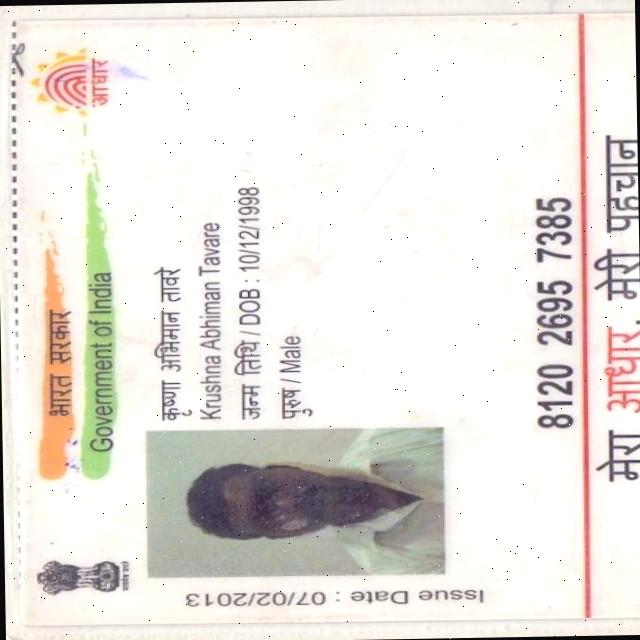 आधार
भारत सरकार
Government of India
कृष्णा अभिमान तावरे
Krushna Abhiman Tavare
जन्म तिथि / DOB : 10/12/1998
पुरुष / Male
Issue Date : 07/02/2013
8120 2695 7385
मेरा आधार, मेरी पहचान